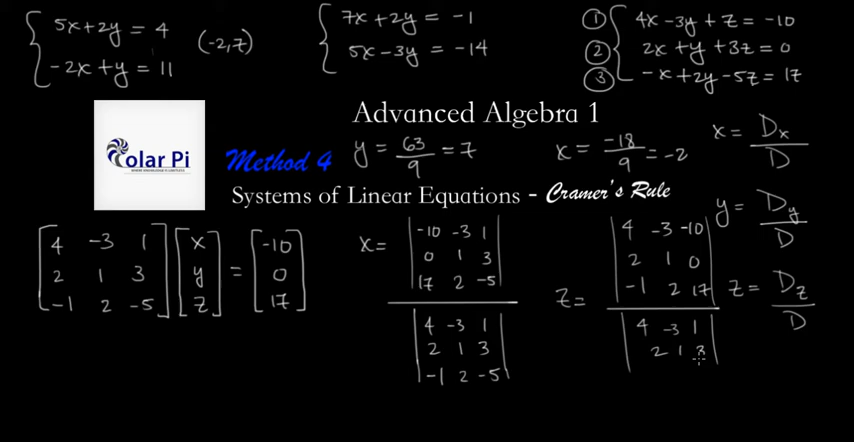 5x+2y = 4
-2x+y = 11
(-2,7)
7x+2y = -1
5x-3y = -14
① 4x-3y+z = -10
② 2x+y+3z = 0
③ -x+2y-5z = 17
Advanced Algebra 1
olar Pi
Method 4
y = 63/9 = 7
x = -18/9 = -2
x = Dx/D
Systems of Linear Equations - Cramer's Rule
y = Dy/D
4 -3 1
2 1 3
-1 2 -5
x
y
z
=
-10
0
17
x =
-10 -3 1
0 1 3
17 2 -5
4 -3 1
2 1 3
-1 2 -5
z =
4 -3 -10
2 1 0
-1 2 17
4 -3 1
2 1 3
z = Dz/D